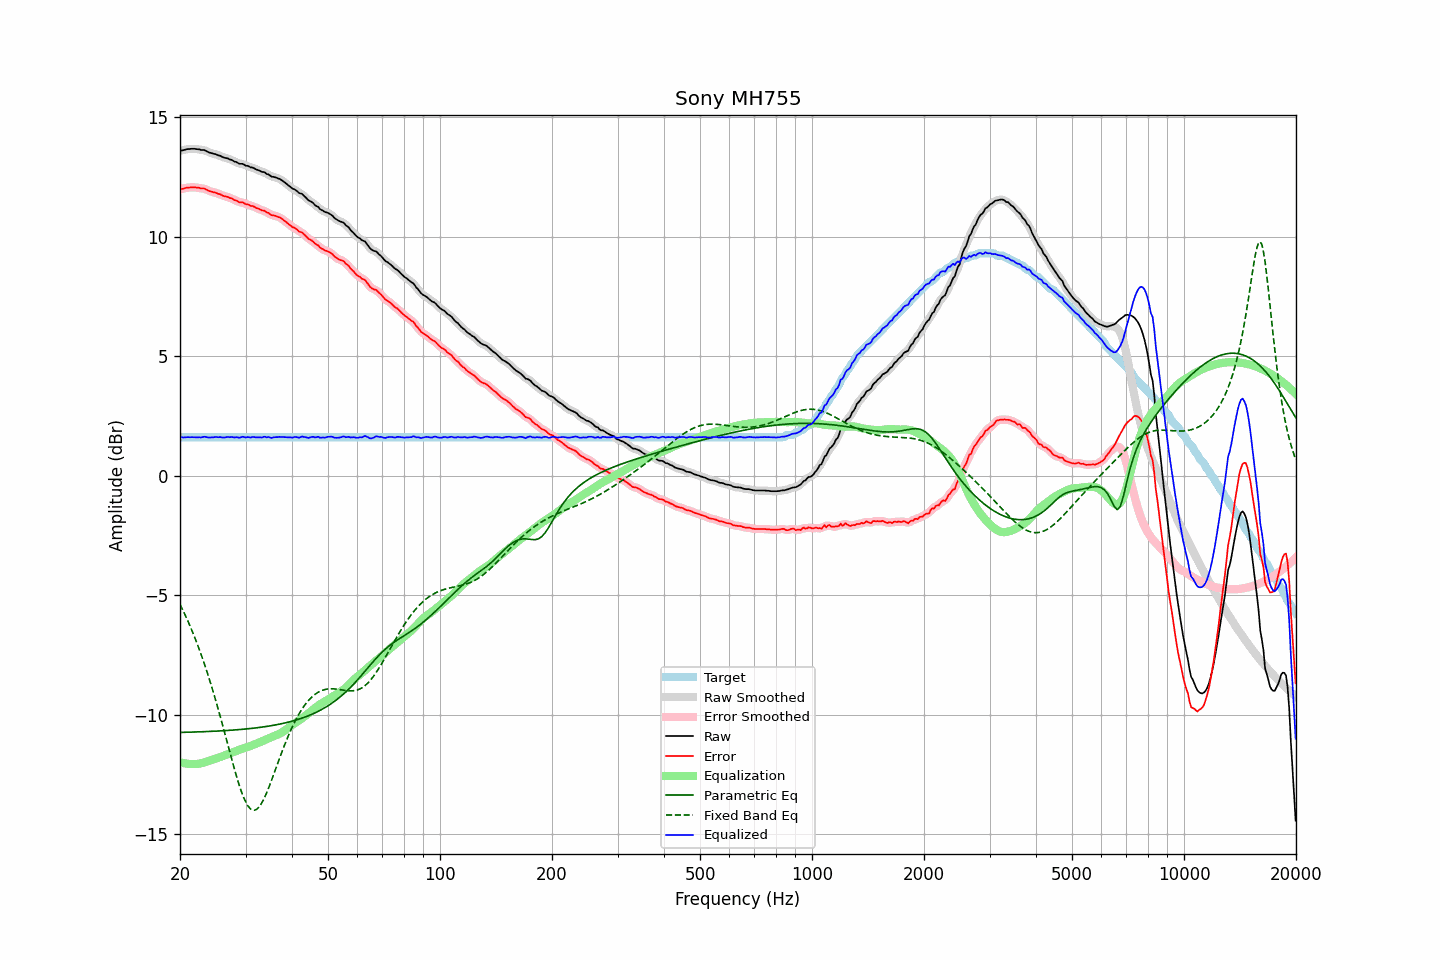 Sony MH755
Amplitude (dBr)
15
10
5
0
−5
−10
−15
Target
Raw Smoothed
Error Smoothed
Raw
Error
Equalization
Parametric Eq
Fixed Band Eq
Equalized
20 50 100 200 500 1000 2000 5000 10000 20000
Frequency (Hz)